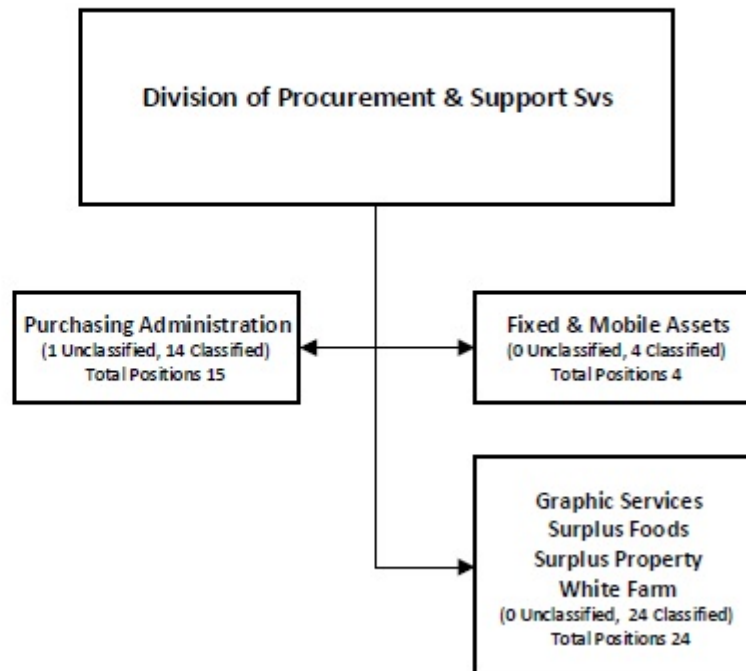 Division of Procurement & Support Svs
Purchasing Administration
(1 Unclassified, 14 Classified)
Total Positions 15
Fixed & Mobile Assets
(0 Unclassified, 4 Classified)
Total Positions 4
Graphic Services
Surplus Foods
Surplus Property
White Farm
(0 Unclassified, 24 Classified)
Total Positions 24